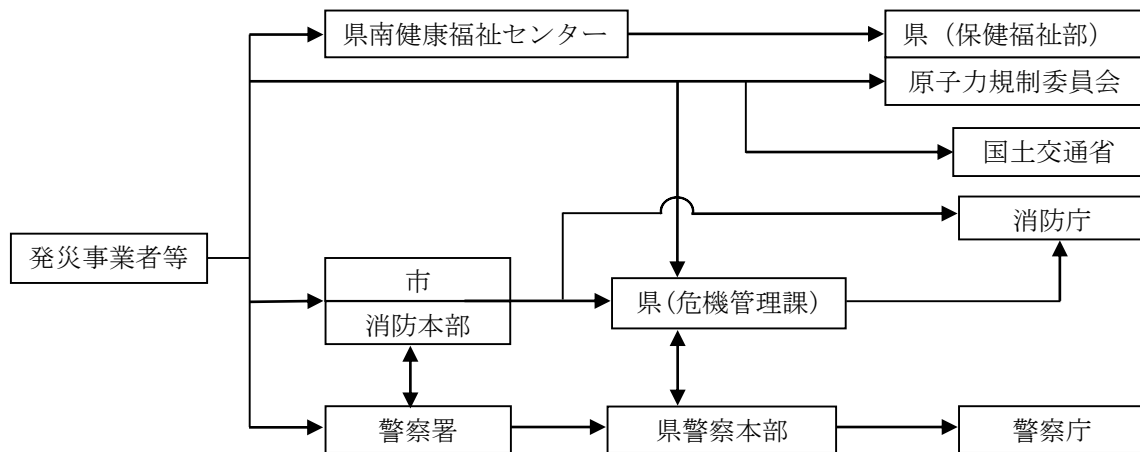 県南健康福祉センター
県（保健福祉部）
原子力規制委員会
国土交通省
消防庁
発災事業者等
市
消防本部
県（危機管理課）
警察署
県警察本部
警察庁